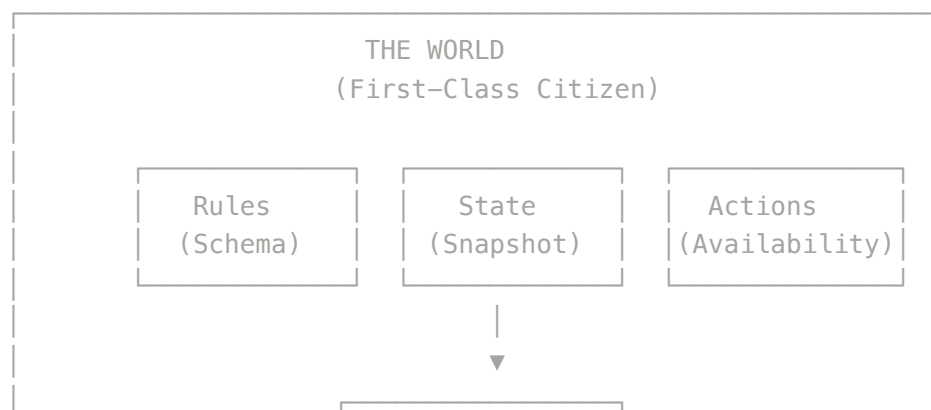 THE WORLD
(First-Class Citizen)
Rules State Actions
(Schema) (Snapshot) (Availability)